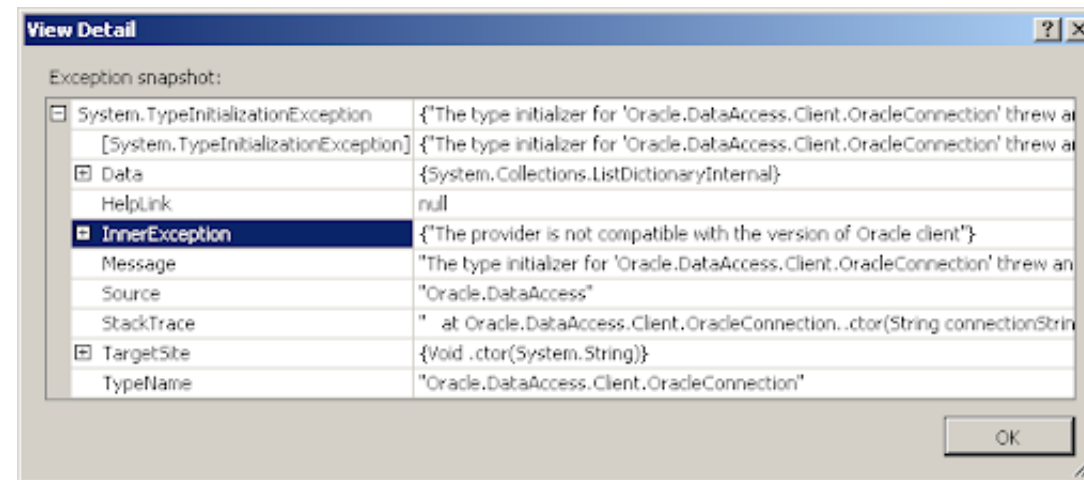 View Detail
Exception snapshot:
System.TypeInitializationException {"The type initializer for 'Oracle.DataAccess.Client.OracleConnection' threw
[System.TypeInitializationException] {"The type initializer for 'Oracle.DataAccess.Client.OracleConnection' threw
Data {System.Collections.ListDictionaryInternal}
HelpLink null
InnerException {"The provider is not compatible with the version of Oracle client"}
Message "The type initializer for 'Oracle.DataAccess.Client.OracleConnection' threw an
Source "Oracle.DataAccess"
StackTrace "   at Oracle.DataAccess.Client.OracleConnection..ctor(String connectionStrin
TargetSite {Void .ctor(System.String)}
TypeName "Oracle.DataAccess.Client.OracleConnection"
OK